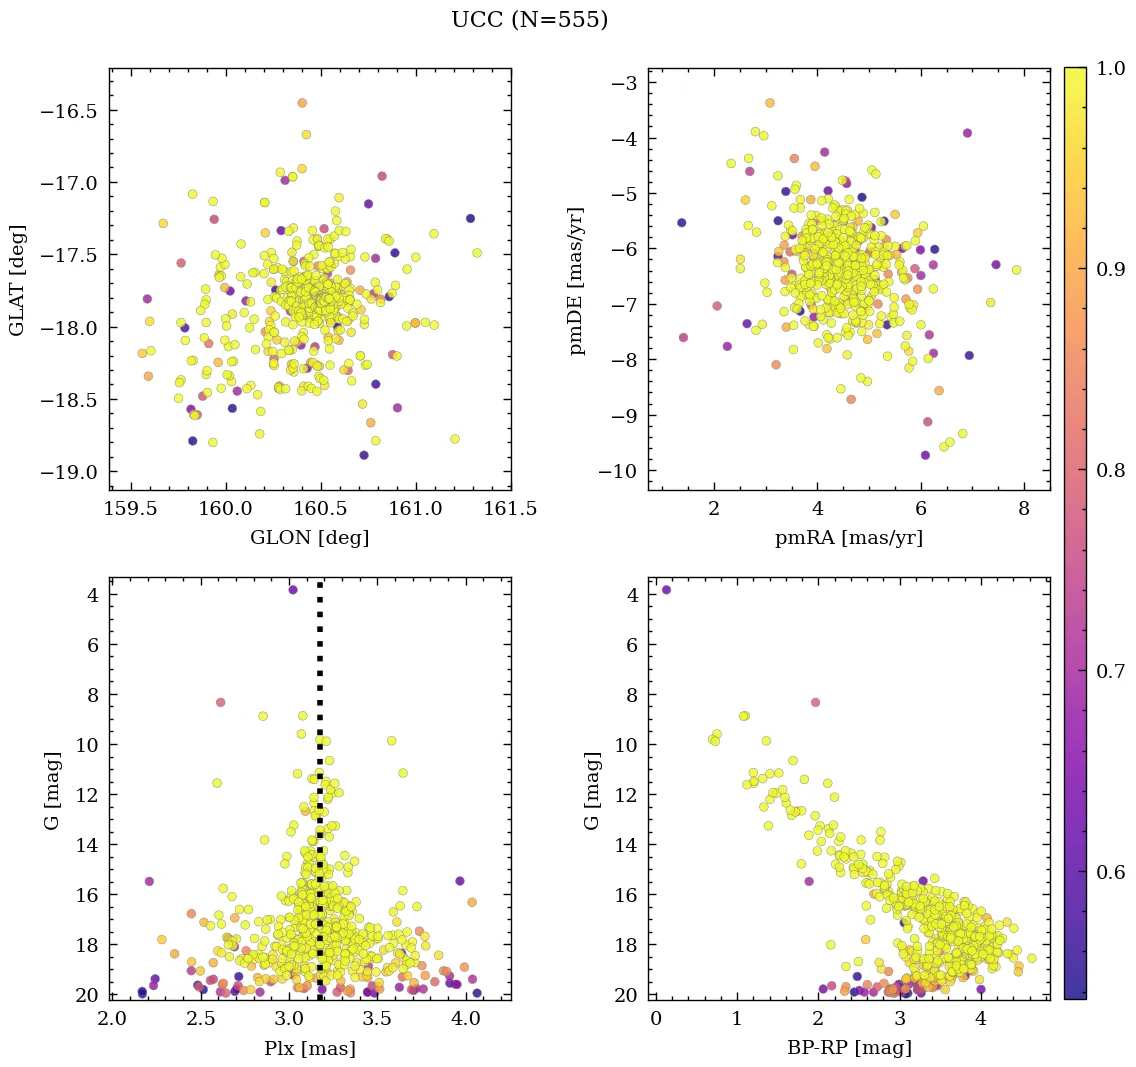 UCC (N=555)
−16.5
−17.0
−17.5
−18.0
−18.5
−19.0
GLAT [deg]
159.5 160.0 160.5 161.0 161.5
GLON [deg]
−3
−4
−5
−6
−7
−8
−9
−10
pmDE [mas/yr]
2 4 6 8
pmRA [mas/yr]
4
6
8
10
12
14
16
18
20
G [mag]
2.0 2.5 3.0 3.5 4.0
Plx [mas]
4
6
8
10
12
14
16
18
20
G [mag]
0 1 2 3 4
BP-RP [mag]
1.0
0.9
0.8
0.7
0.6